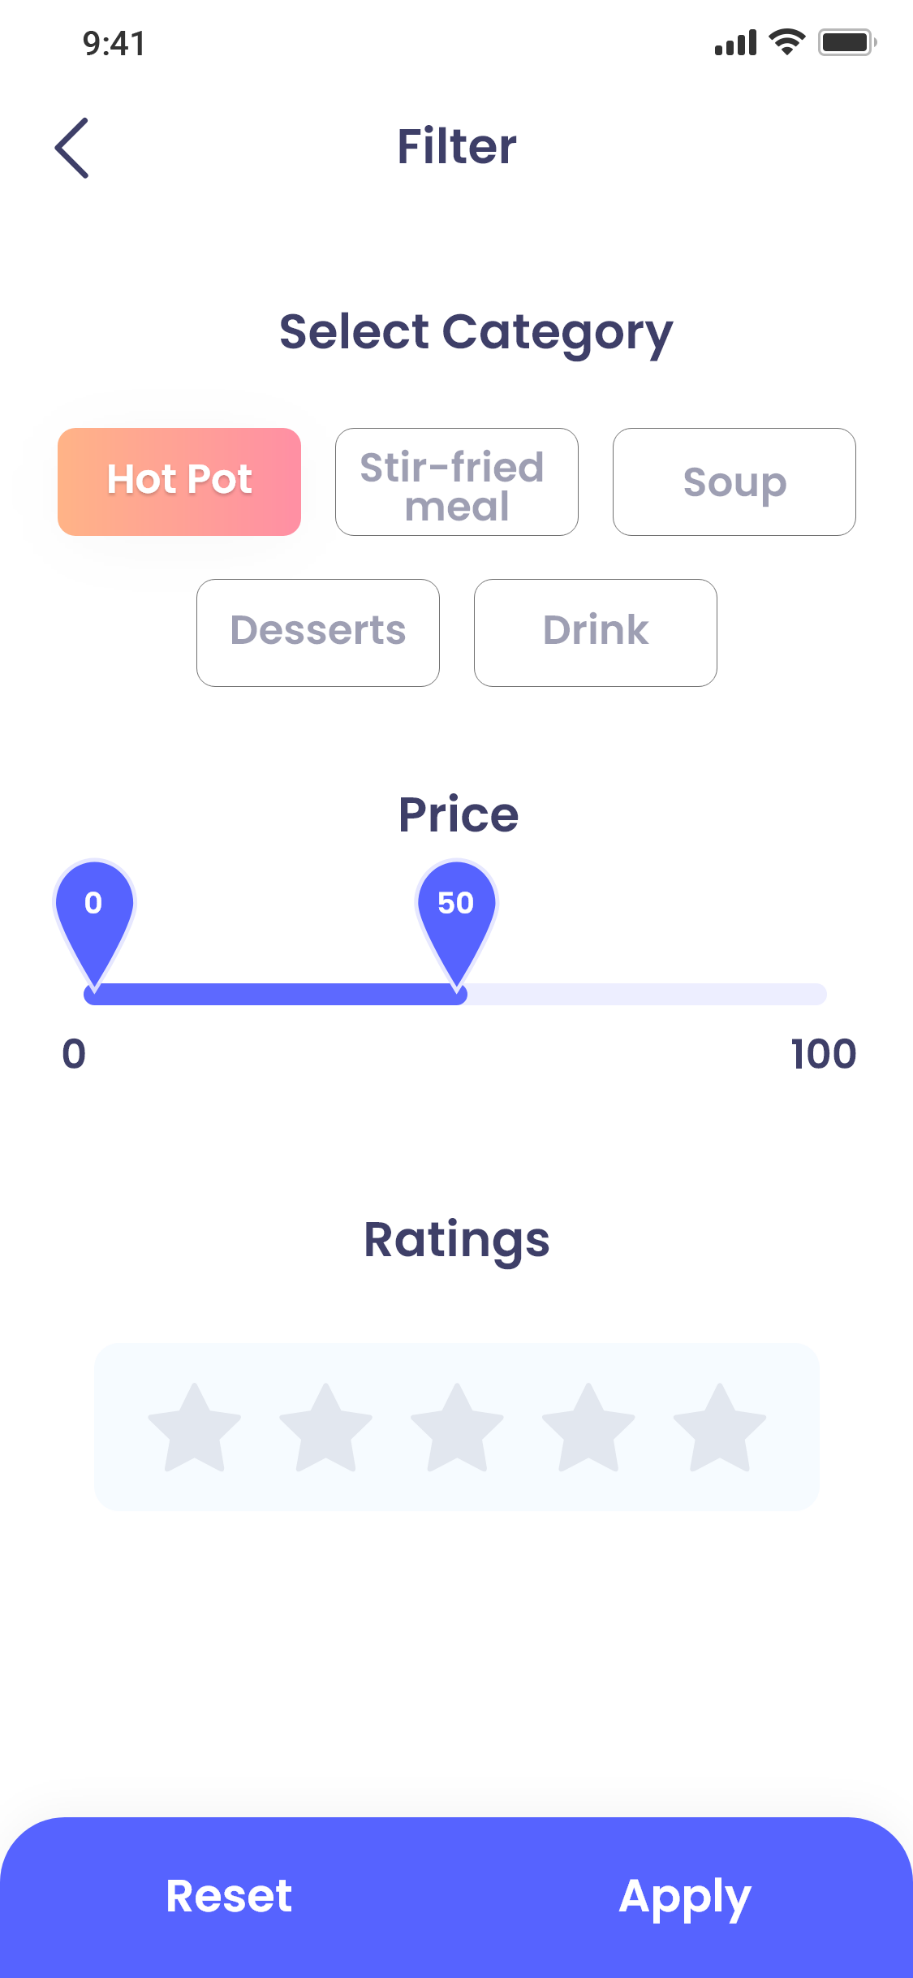 9:41
Filter
Select Category
Hot Pot
Stir-fried
meal
Soup
Desserts
Drink
Price
0
50
0
100
Ratings
Reset
Apply